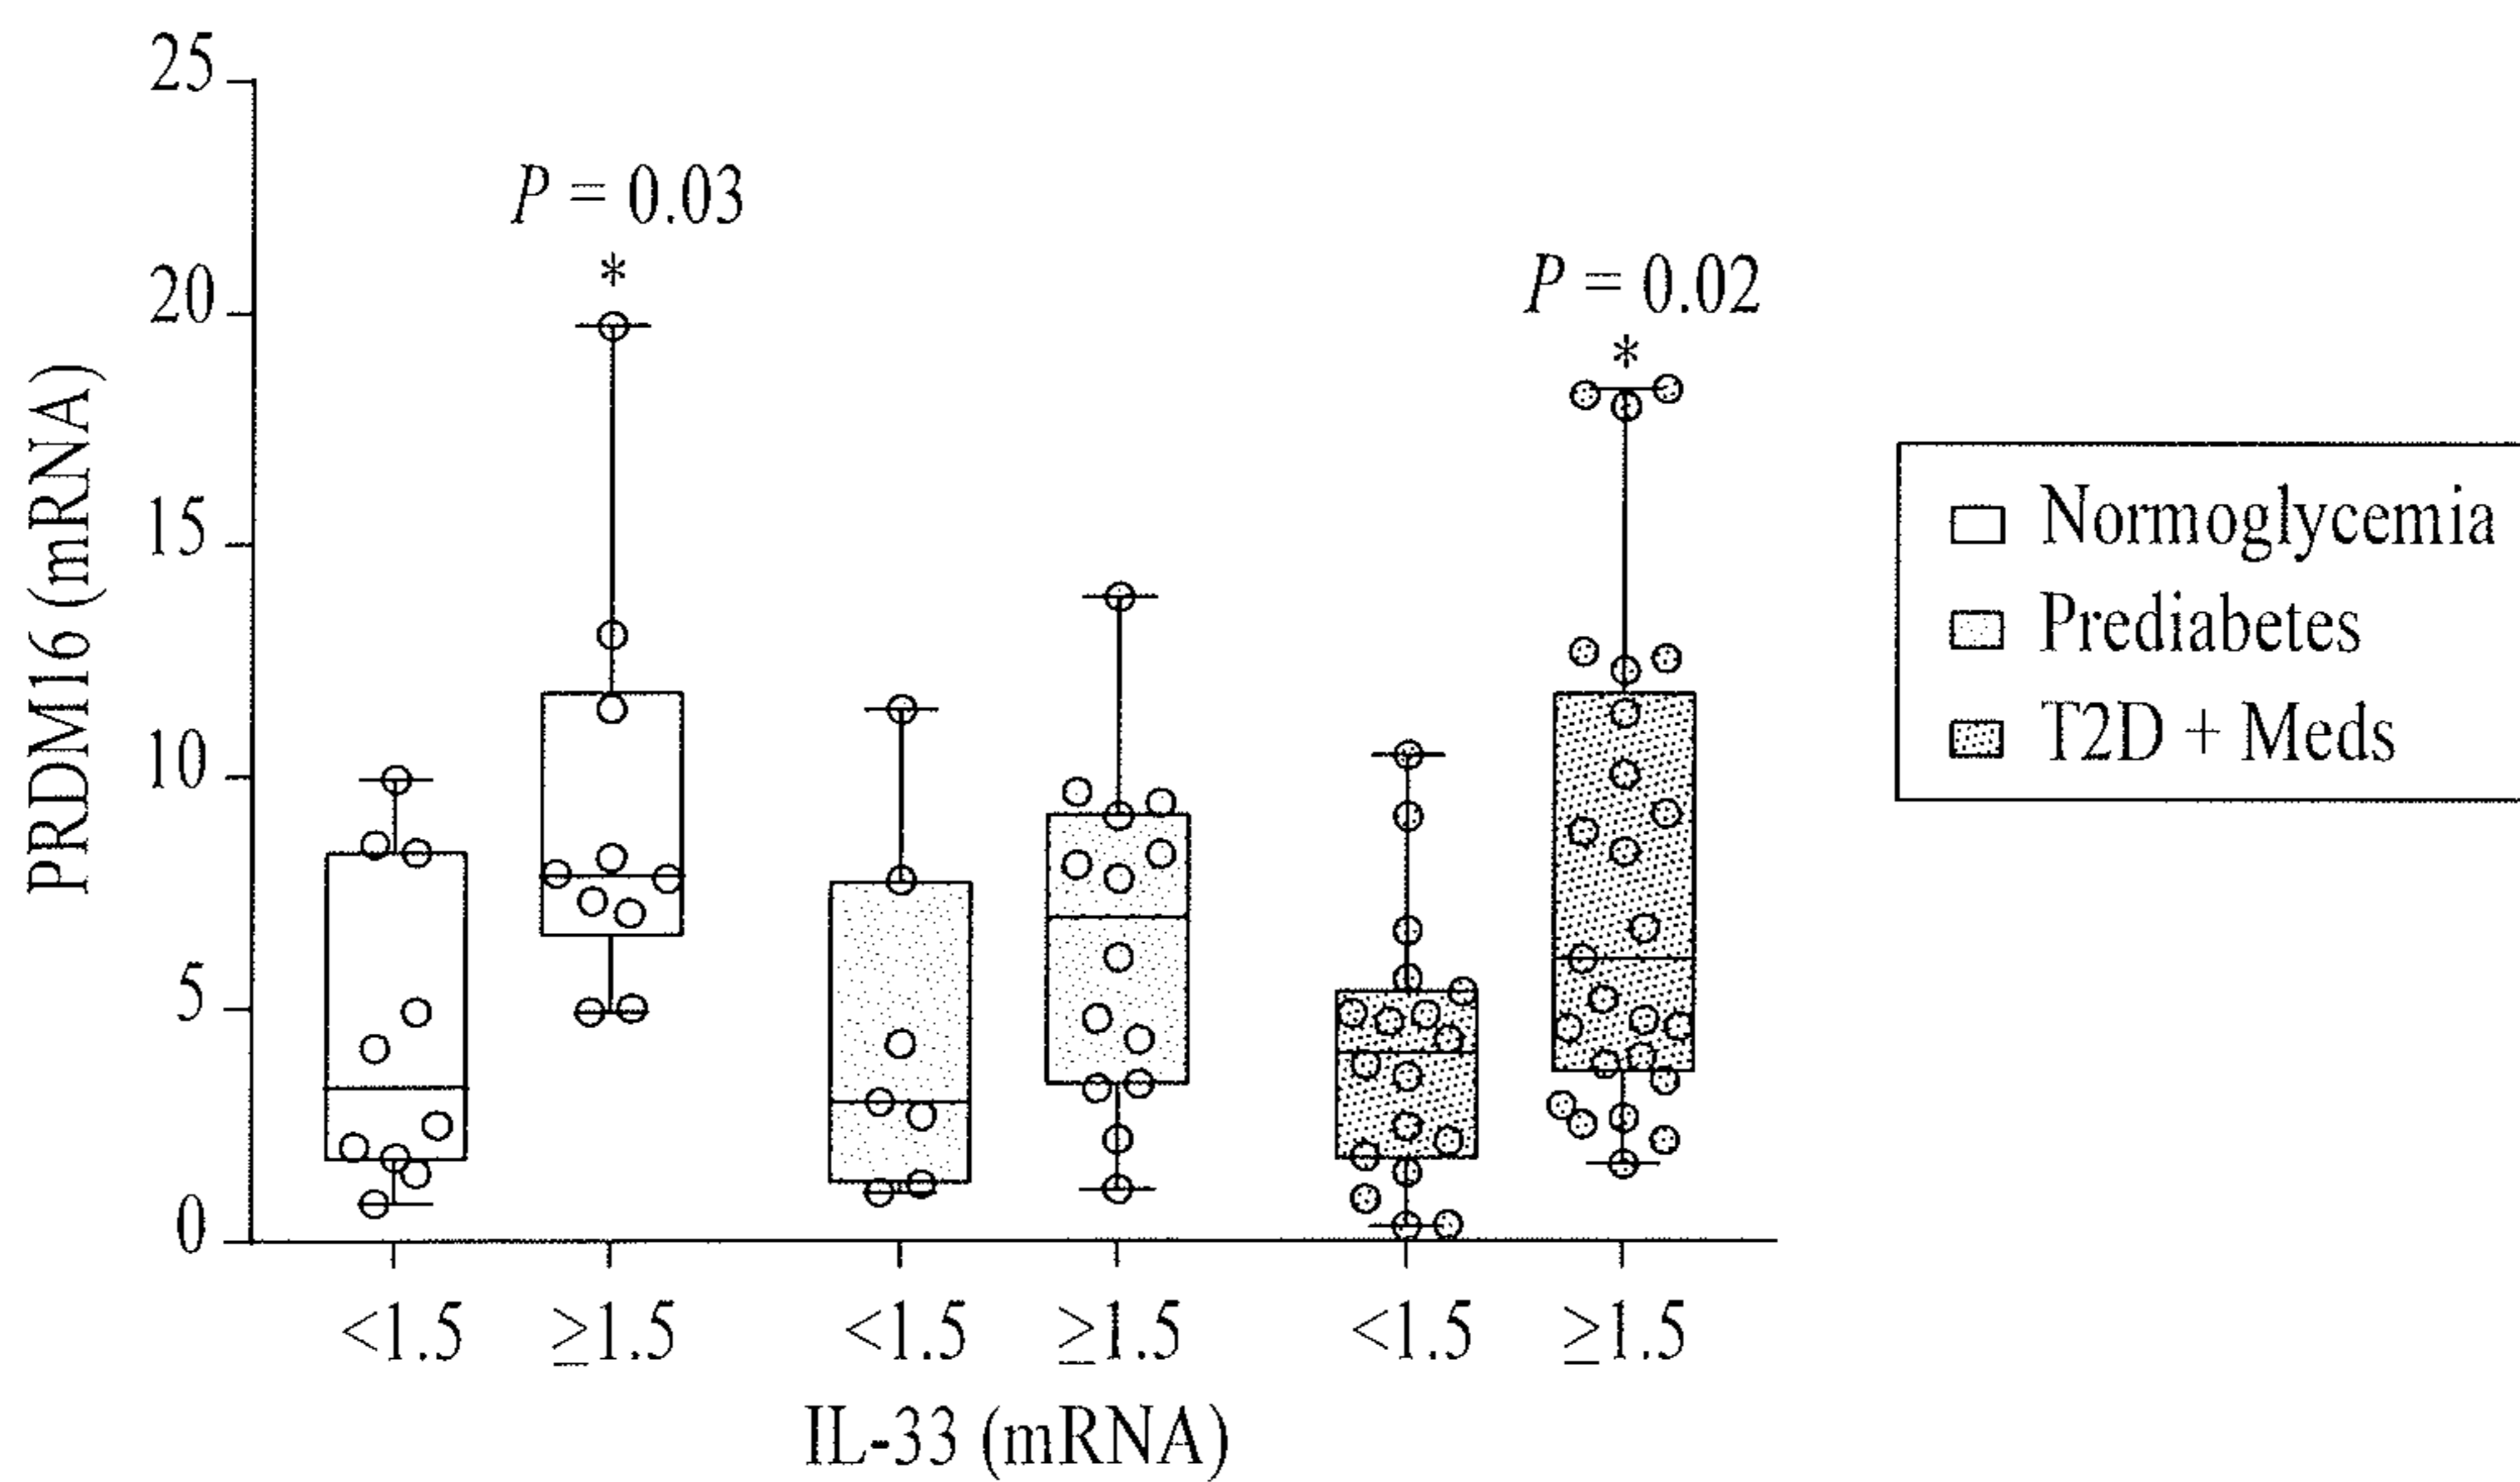 25
20
15
10
5
0
PRDM16 (mRNA)
P = 0.03
*
P = 0.02
*
<1.5
≥1.5
<1.5
≥1.5
<1.5
≥1.5
IL-33 (mRNA)
Normoglycemia
Prediabetes
T2D + Meds